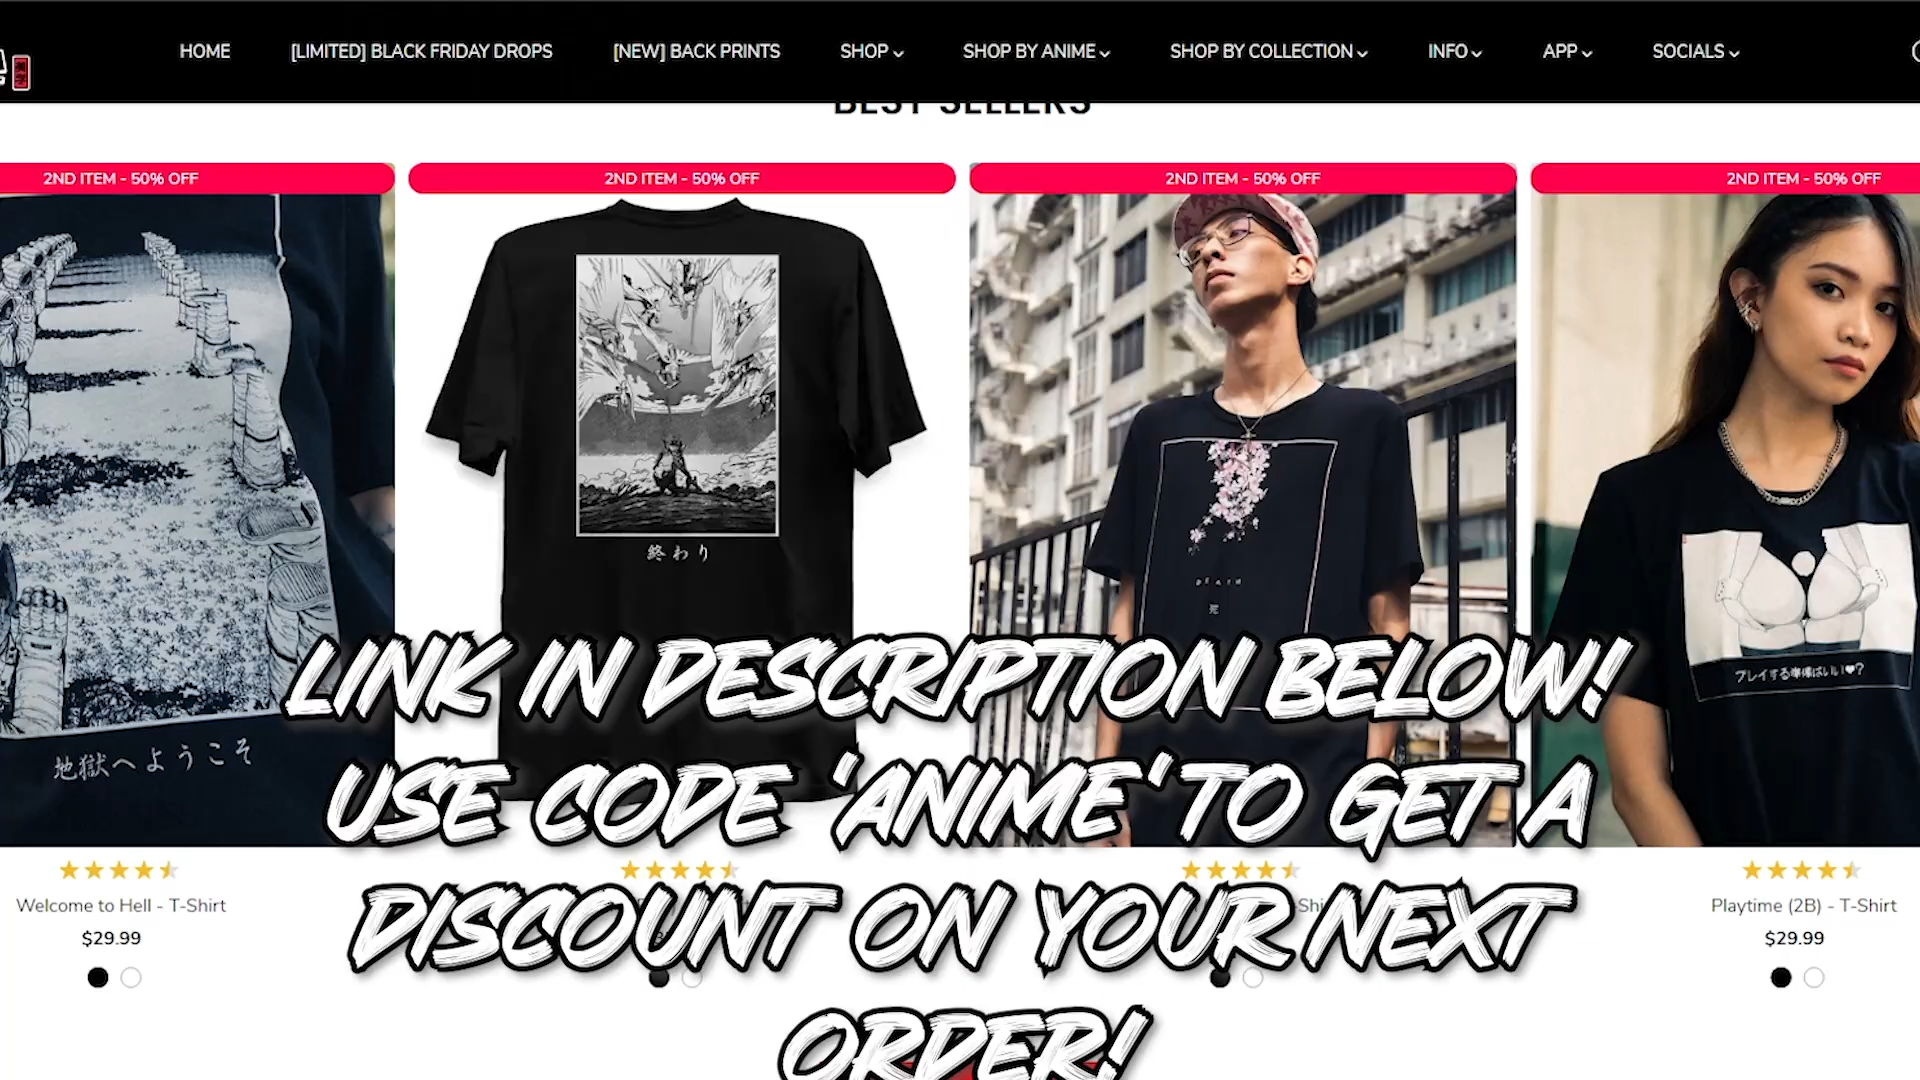 HOME [LIMITED] BLACK FRIDAY DROPS [NEW] BACK PRINTS SHOP SHOP BY ANIME SHOP BY COLLECTION INFO APP SOCIALS
BEST SELLERS
2ND ITEM - 50% OFF 2ND ITEM - 50% OFF 2ND ITEM - 50% OFF 2ND ITEM - 50% OFF
終わり
DEATH
死
プレイする準備はいい♥?
地獄へようこそ
LINK IN DESCRIPTION BELOW!
USE CODE 'ANIME' TO GET A
DISCOUNT ON YOUR NEXT
ORDER!
Welcome to Hell - T-Shirt
$29.99
Playtime (2B) - T-Shirt
$29.99